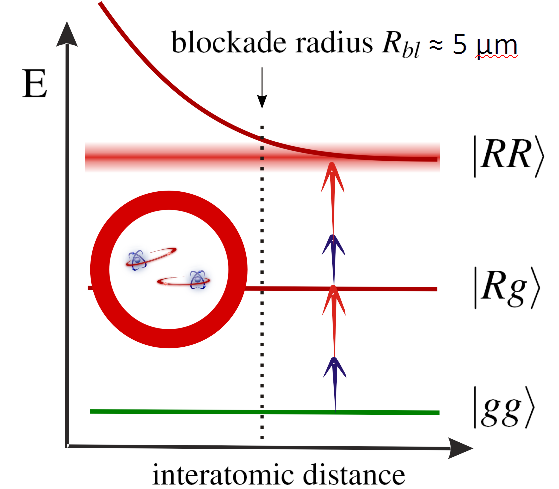 blockade radius R_bl ≈ 5 μm
E
|RR⟩
|Rg⟩
|gg⟩
interatomic distance